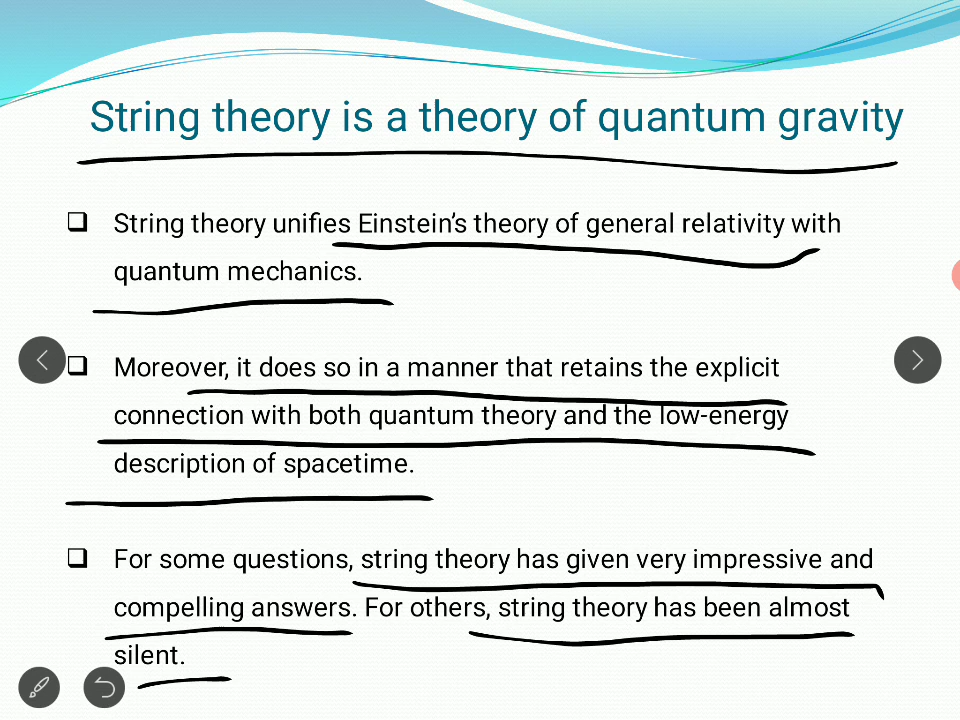 String theory is a theory of quantum gravity
String theory unifies Einstein’s theory of general relativity with
quantum mechanics.
Moreover, it does so in a manner that retains the explicit
connection with both quantum theory and the low-energy
description of spacetime.
For some questions, string theory has given very impressive and
compelling answers. For others, string theory has been almost
silent.